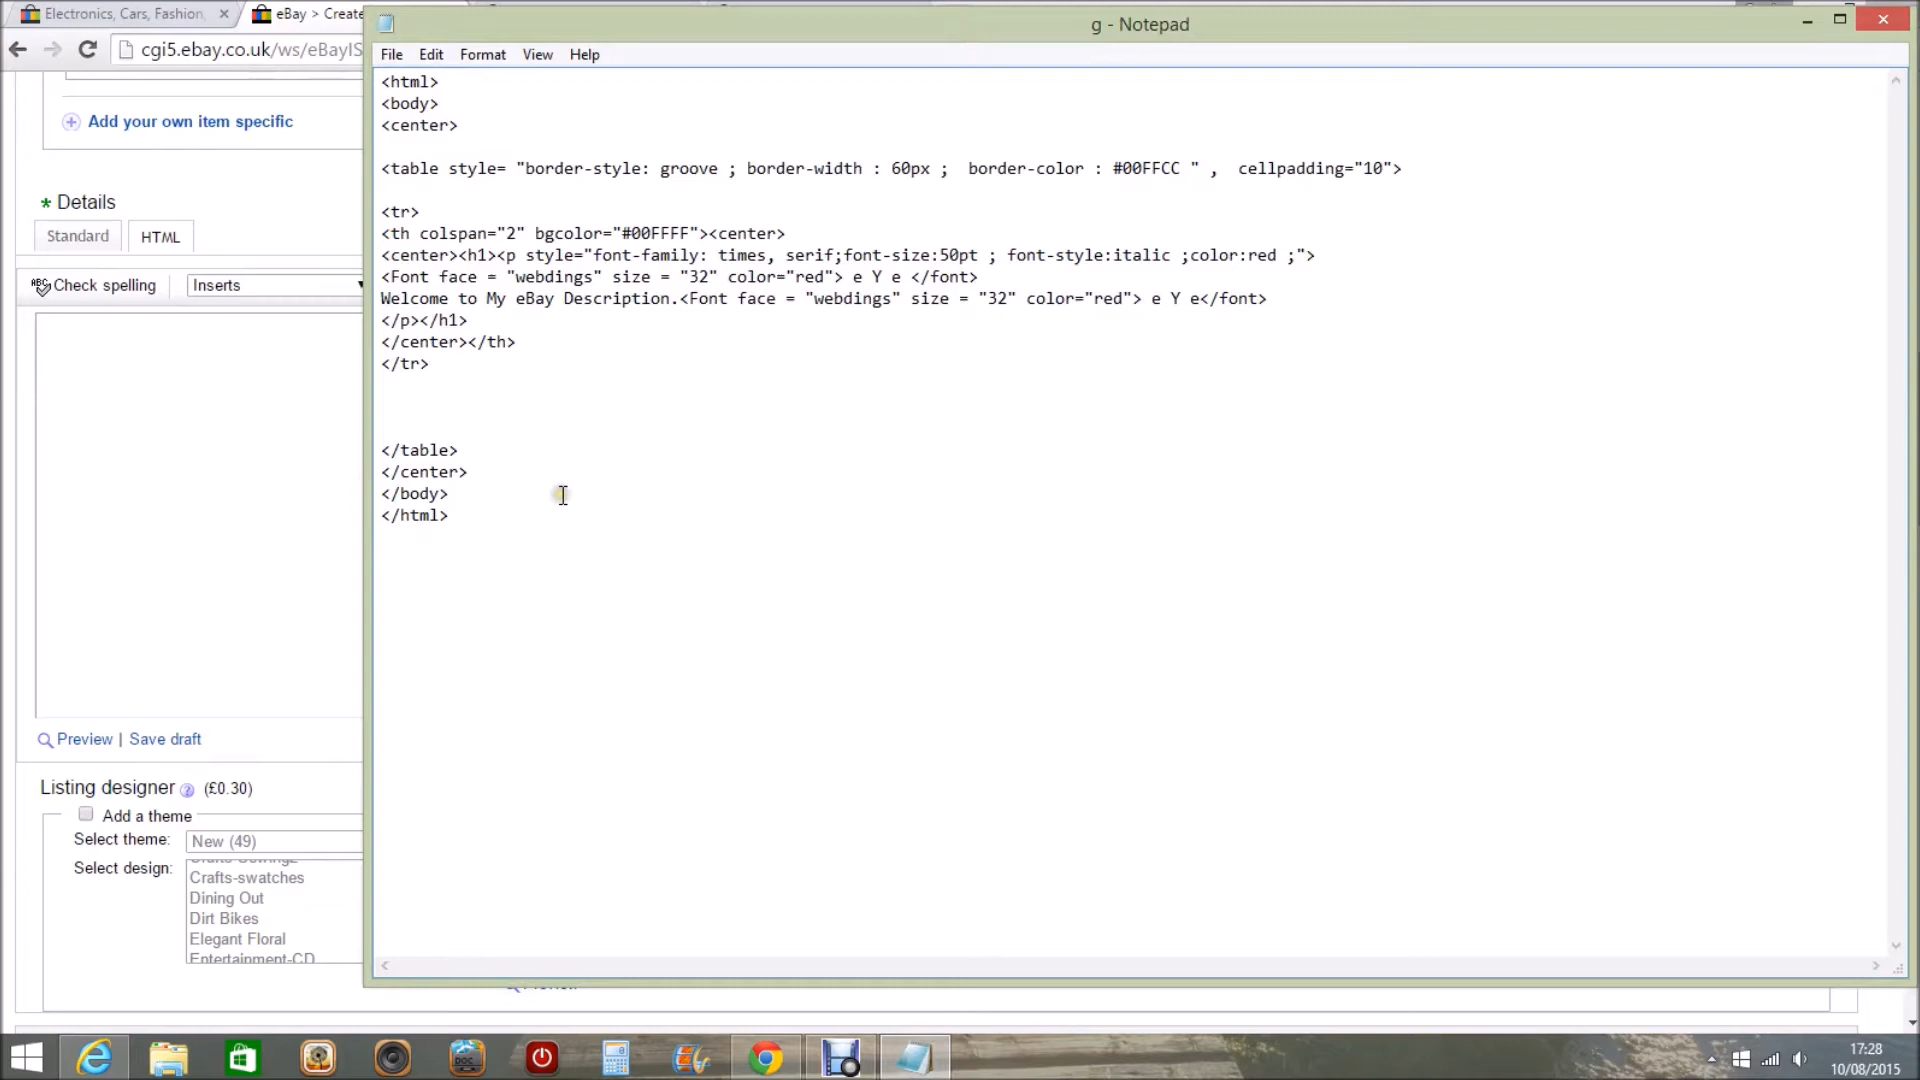 Electronics, Cars, Fashion,
eBay > Create
cgi5.ebay.co.uk/ws/eBayIS
g - Notepad
File Edit Format View Help
<html>
<body>
<center>
<table style= "border-style: groove ; border-width : 60px ;  border-color : #00FFCC " ,  cellpadding="10">
<tr>
<th colspan="2" bgcolor="#00FFFF"><center>
<center><h1><p style="font-family: times, serif;font-size:50pt ; font-style:italic ;color:red ;">
<Font face = "webdings" size = "32" color="red"> e Y e </font>
Welcome to My eBay Description.<Font face = "webdings" size = "32" color="red"> e Y e</font>
</p></h1>
</center></th>
</tr>
</table>
</center>
</body>
</html>
Add your own item specific
* Details
Standard HTML
ABC Check spelling Inserts
Preview | Save draft
Listing designer ? (£0.30)
Add a theme
Select theme: New (49)
Select design:
Crafts-swatches
Dining Out
Dirt Bikes
Elegant Floral
Entertainment-CD
DOC
17:28
10/08/2015